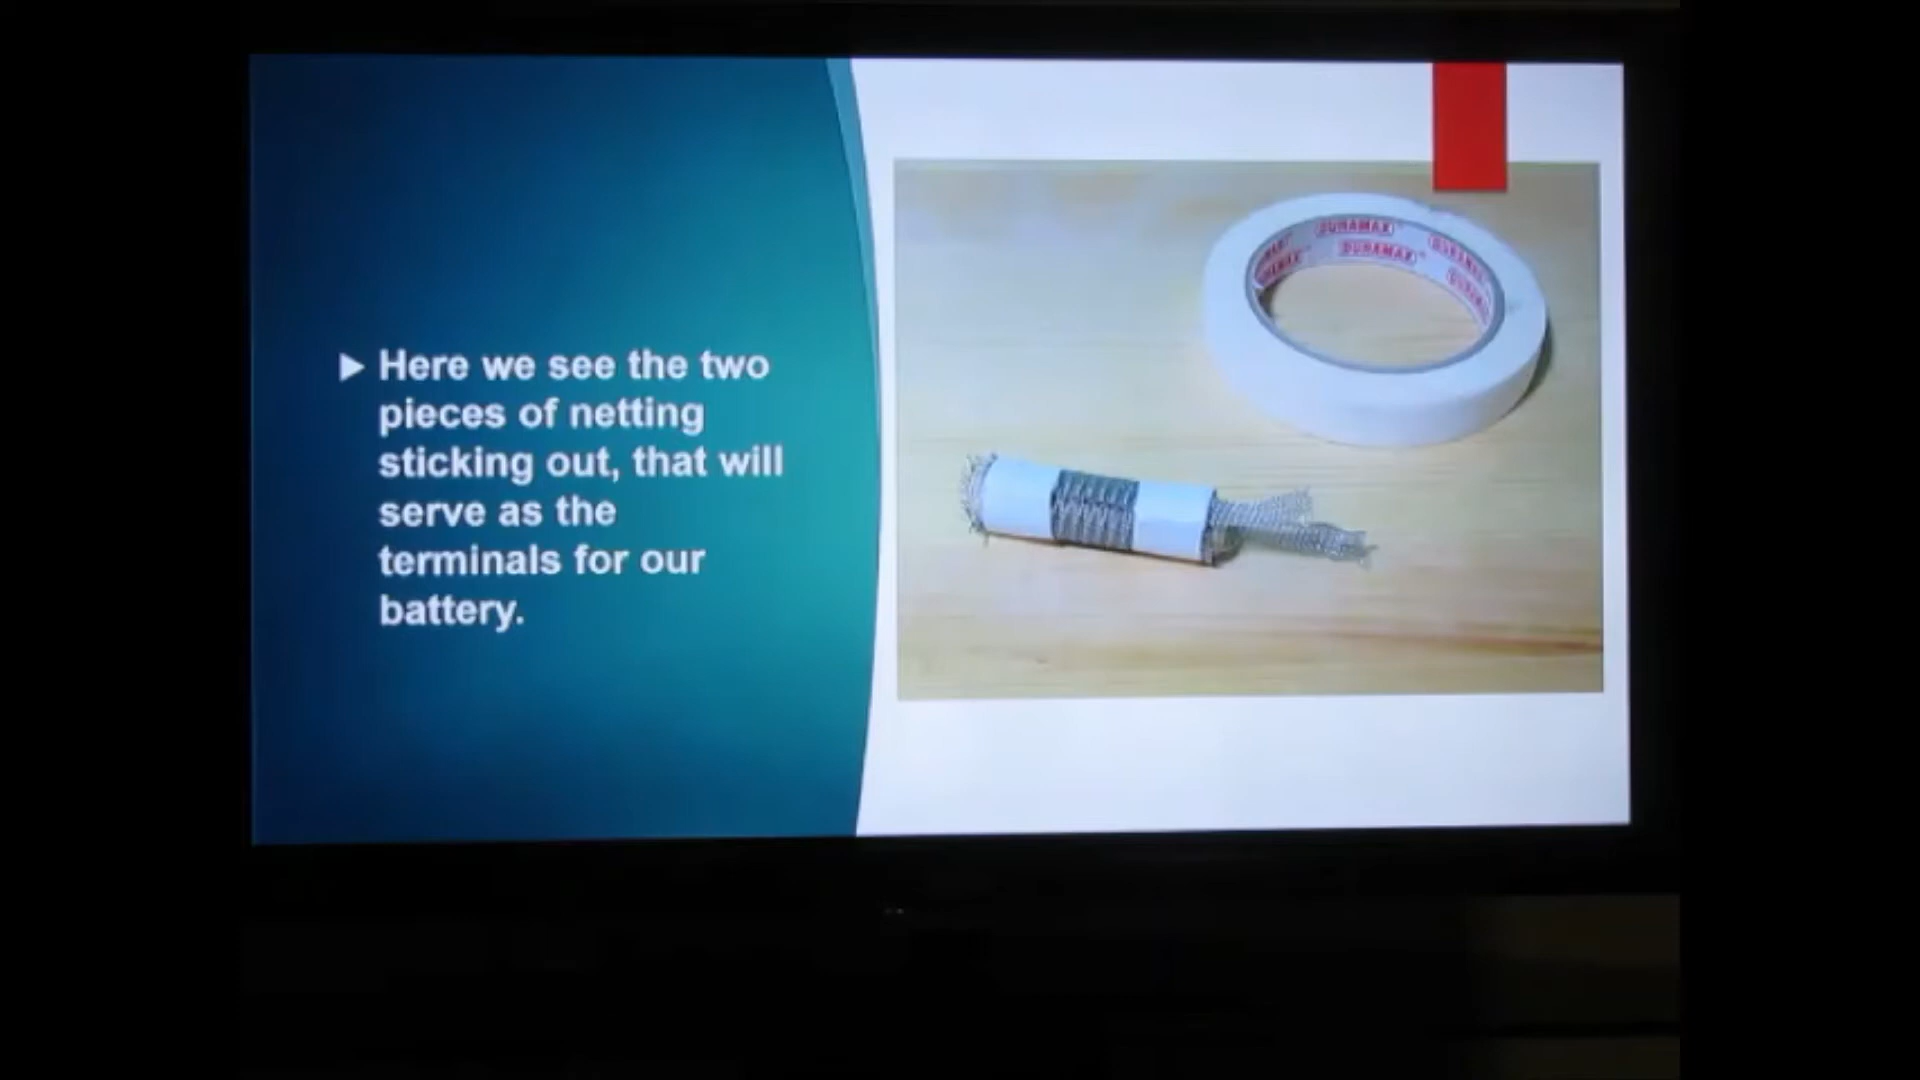 Here we see the two
pieces of netting
sticking out, that will
serve as the
terminals for our
battery.
DURAMAX
DURAMAX